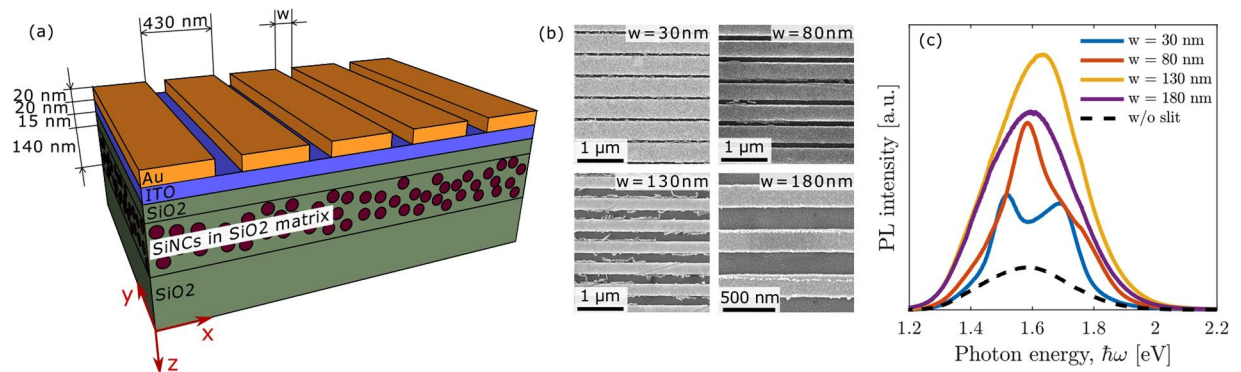 (a)
430 nm
w
20 nm
20 nm
15 nm
140 nm
Au
ITO
SiO2
SiNCs in SiO2 matrix
SiO2
y
x
z
(b)
w=30nm
1 µm
w=80nm
1 µm
w=130nm
1 µm
w=180nm
500 nm
(c)
w = 30 nm
w = 80 nm
w = 130 nm
w = 180 nm
w/o slit
PL intensity [a.u.]
1.2 1.4 1.6 1.8 2 2.2
Photon energy, ℏω [eV]